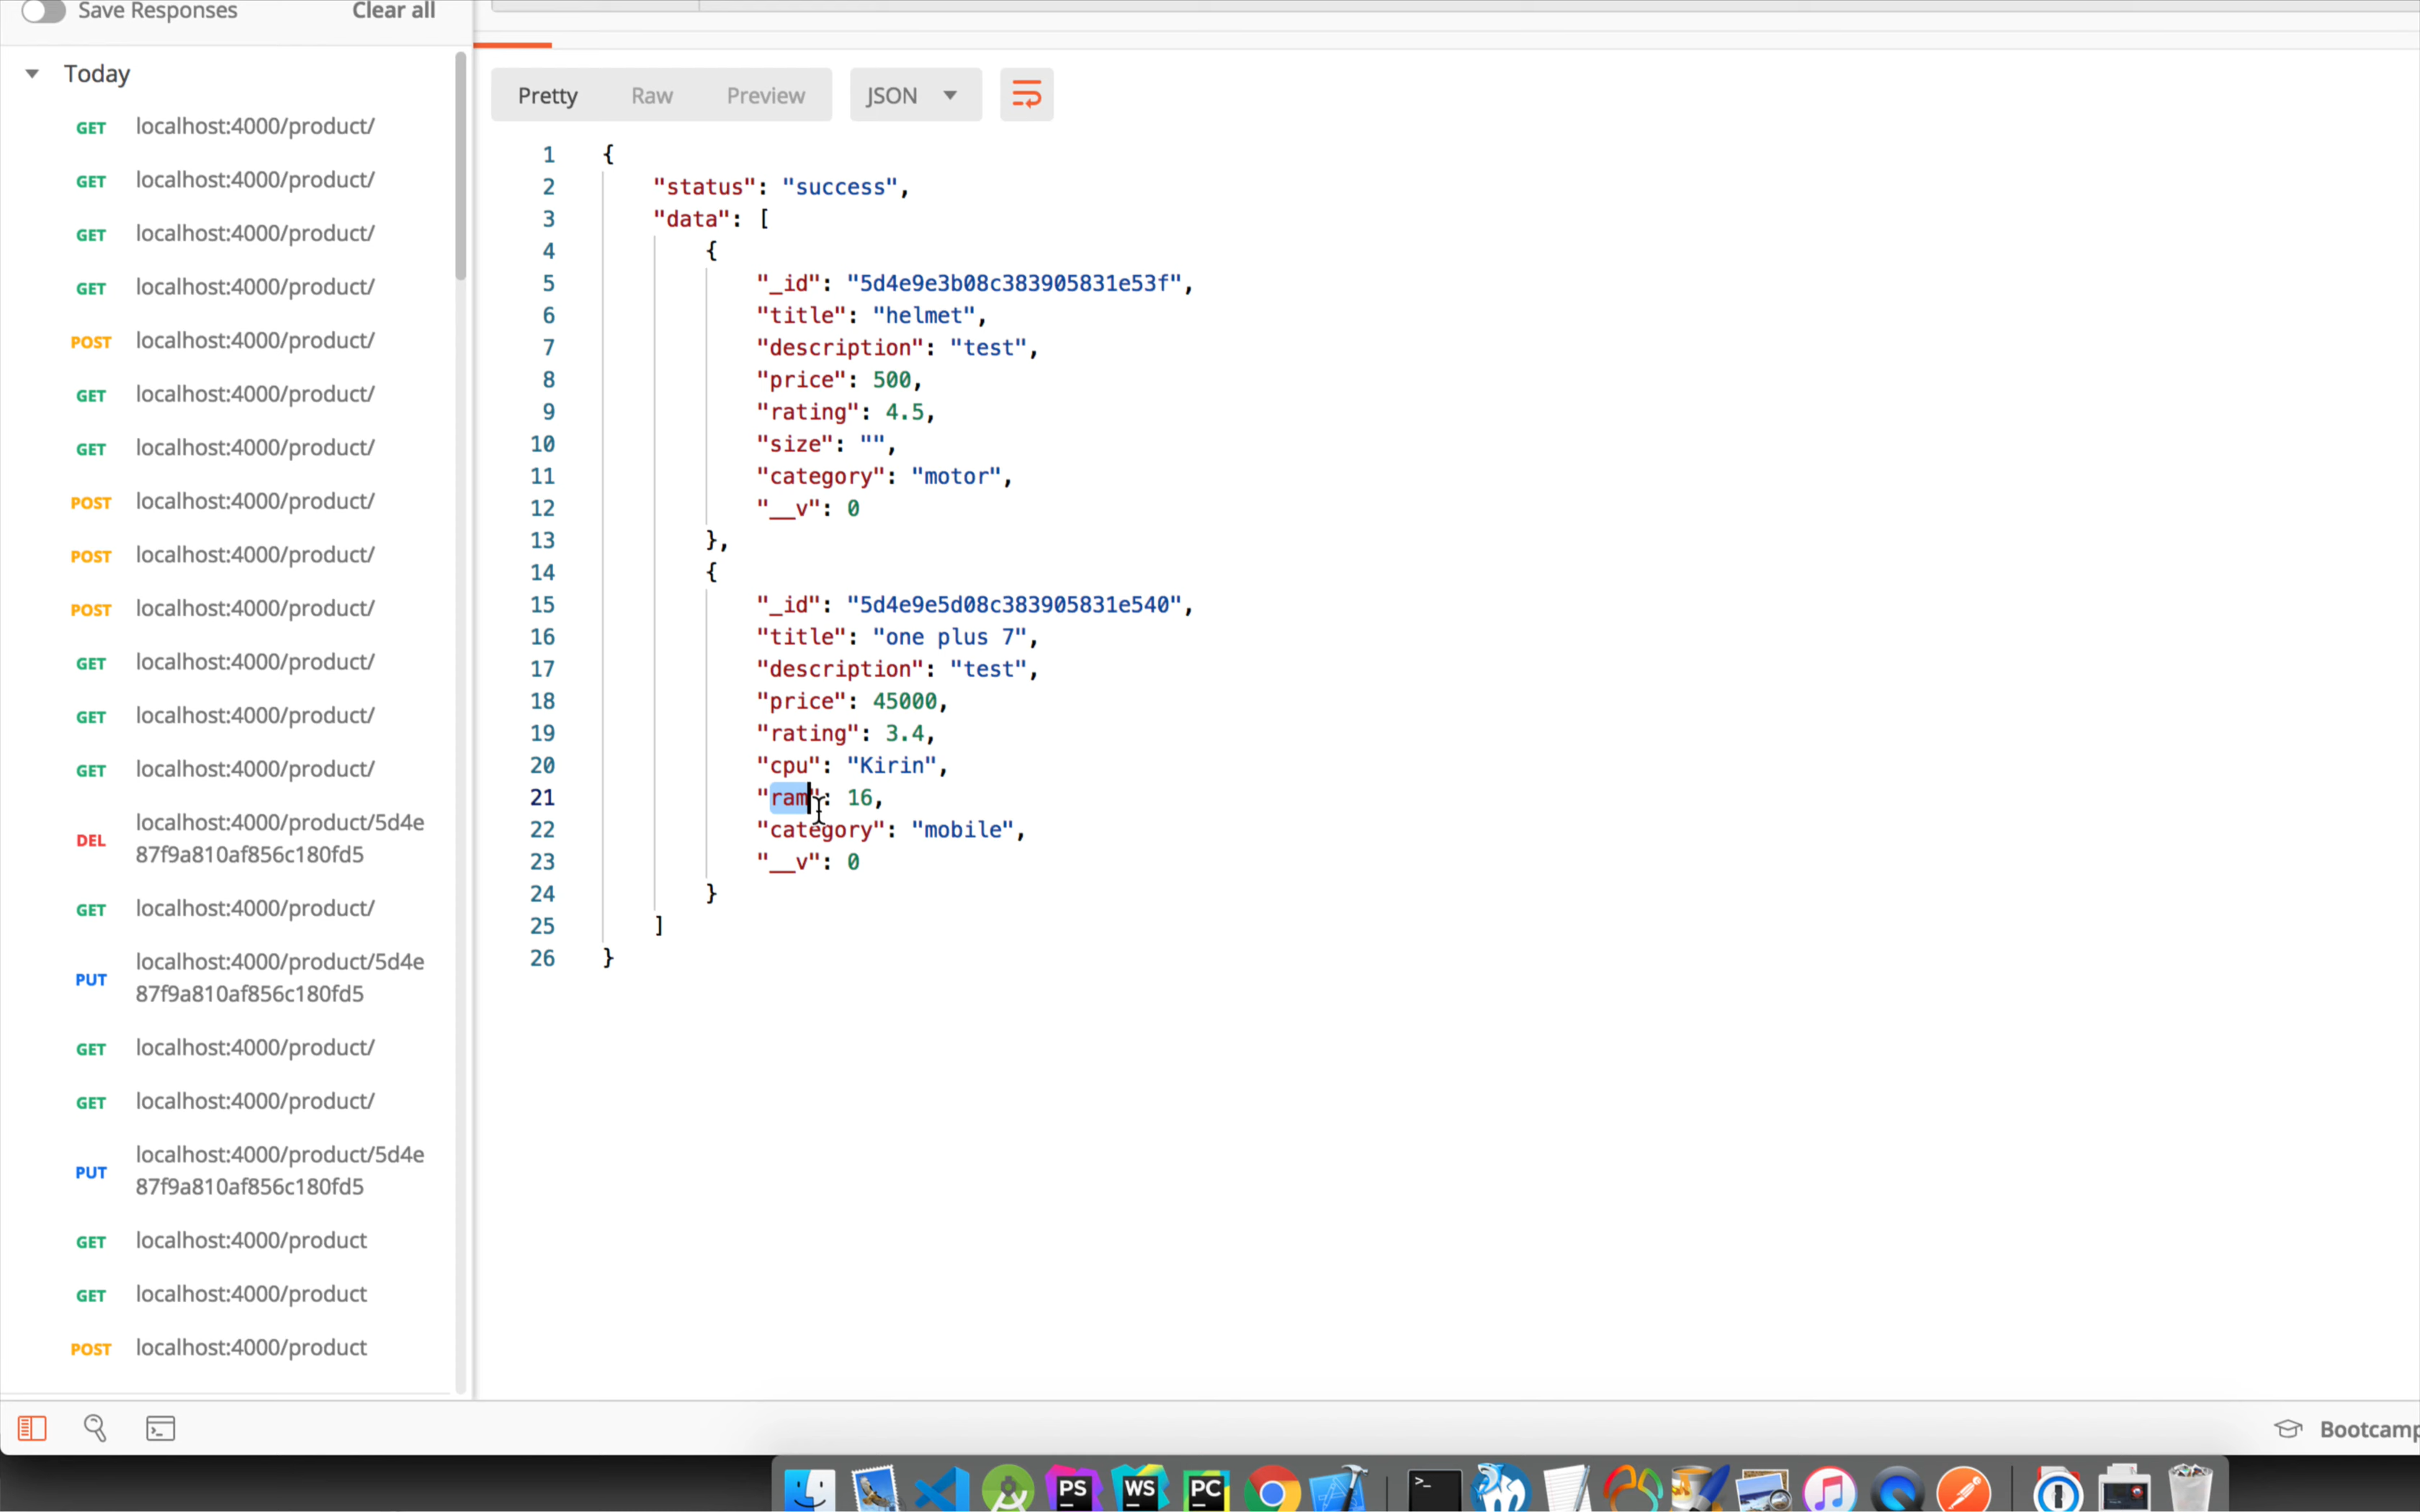 Save Responses Clear all
Today
GET localhost:4000/product/
GET localhost:4000/product/
GET localhost:4000/product/
GET localhost:4000/product/
POST localhost:4000/product/
GET localhost:4000/product/
GET localhost:4000/product/
POST localhost:4000/product/
POST localhost:4000/product/
POST localhost:4000/product/
GET localhost:4000/product/
GET localhost:4000/product/
GET localhost:4000/product/
DEL localhost:4000/product/5d4e
87f9a810af856c180fd5
GET localhost:4000/product/
PUT localhost:4000/product/5d4e
87f9a810af856c180fd5
GET localhost:4000/product/
GET localhost:4000/product/
PUT localhost:4000/product/5d4e
87f9a810af856c180fd5
GET localhost:4000/product
GET localhost:4000/product
POST localhost:4000/product
Pretty Raw Preview JSON
1 {
2 "status": "success",
3 "data": [
4 {
5 "_id": "5d4e9e3b08c383905831e53f",
6 "title": "helmet",
7 "description": "test",
8 "price": 500,
9 "rating": 4.5,
10 "size": "",
11 "category": "motor",
12 "__v": 0
13 },
14 {
15 "_id": "5d4e9e5d08c383905831e540",
16 "title": "one plus 7",
17 "description": "test",
18 "price": 45000,
19 "rating": 3.4,
20 "cpu": "Kirin",
21 "ram": 16,
22 "category": "mobile",
23 "__v": 0
24 }
25 ]
26 }
Bootcamp
PS WS PC